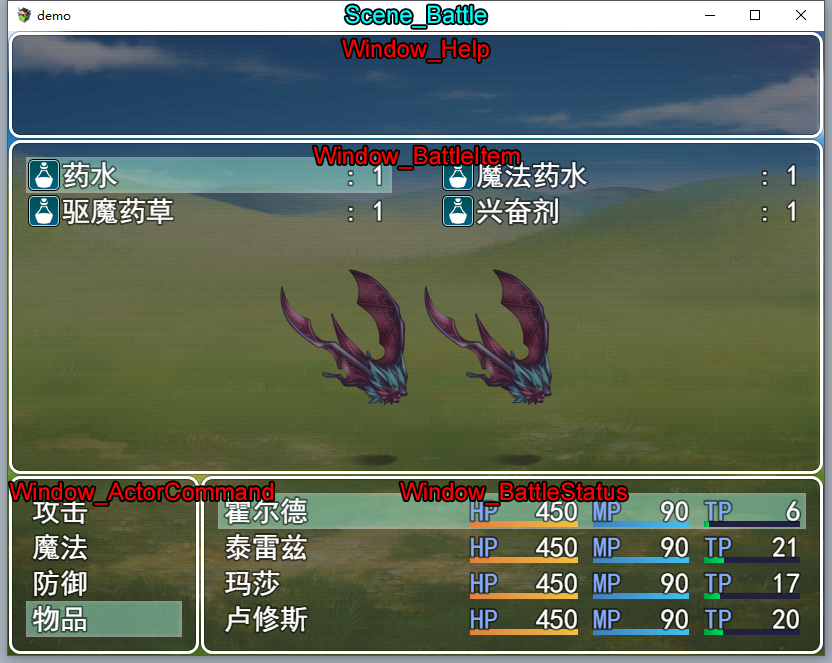 demo
Scene_Battle
Window_Help
Window_BattleItem
药水 : 1 魔法药水 : 1
驱魔药草 : 1 兴奋剂 : 1
Window_ActorCommand Window_BattleStatus
攻击 霍尔德 HP 450 MP 90 TP 6
魔法 泰雷兹 HP 450 MP 90 TP 21
防御 玛莎 HP 450 MP 90 TP 17
物品 卢修斯 HP 450 MP 90 TP 20